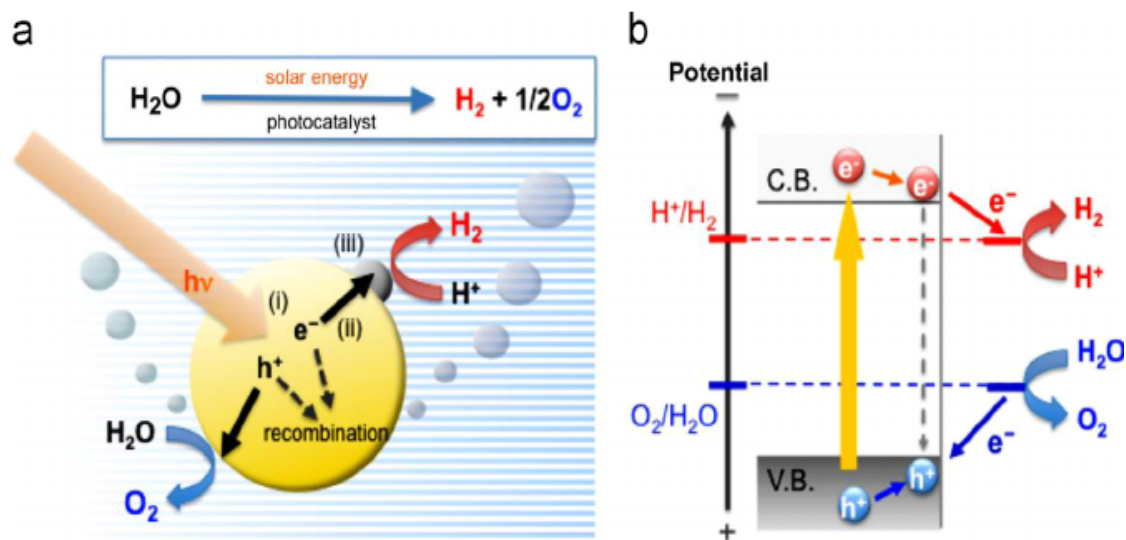 a
solar energy
H₂O → H₂ + 1/2O₂
photocatalyst
hν
(i)
(ii)
(iii)
e⁻
h⁺
recombination
H₂
H⁺
H₂O
O₂
b
Potential
−
C.B.
e⁻
e⁻
e⁻
H⁺/H₂
H₂
H⁺
O₂/H₂O
H₂O
O₂
e⁻
V.B.
h⁺
h⁺
+